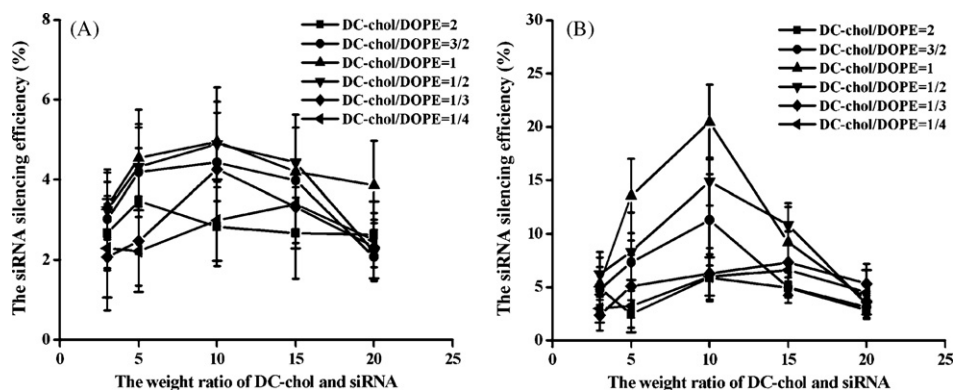 (A)
DC-chol/DOPE=2
DC-chol/DOPE=3/2
DC-chol/DOPE=1
DC-chol/DOPE=1/2
DC-chol/DOPE=1/3
DC-chol/DOPE=1/4
The siRNA silencing efficiency (%)
8
6
4
2
0
0 5 10 15 20 25
The weight ratio of DC-chol and siRNA
(B)
DC-chol/DOPE=2
DC-chol/DOPE=3/2
DC-chol/DOPE=1
DC-chol/DOPE=1/2
DC-chol/DOPE=1/3
DC-chol/DOPE=1/4
The siRNA silencing efficiency (%)
30
25
20
15
10
5
0
0 5 10 15 20 25
The weight ratio of DC-chol and siRNA